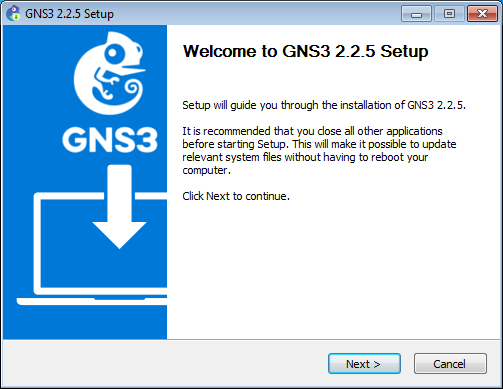 GNS3 2.2.5 Setup
GNS3
Welcome to GNS3 2.2.5 Setup
Setup will guide you through the installation of GNS3 2.2.5.
It is recommended that you close all other applications
before starting Setup. This will make it possible to update
relevant system files without having to reboot your
computer.
Click Next to continue.
Next >
Cancel